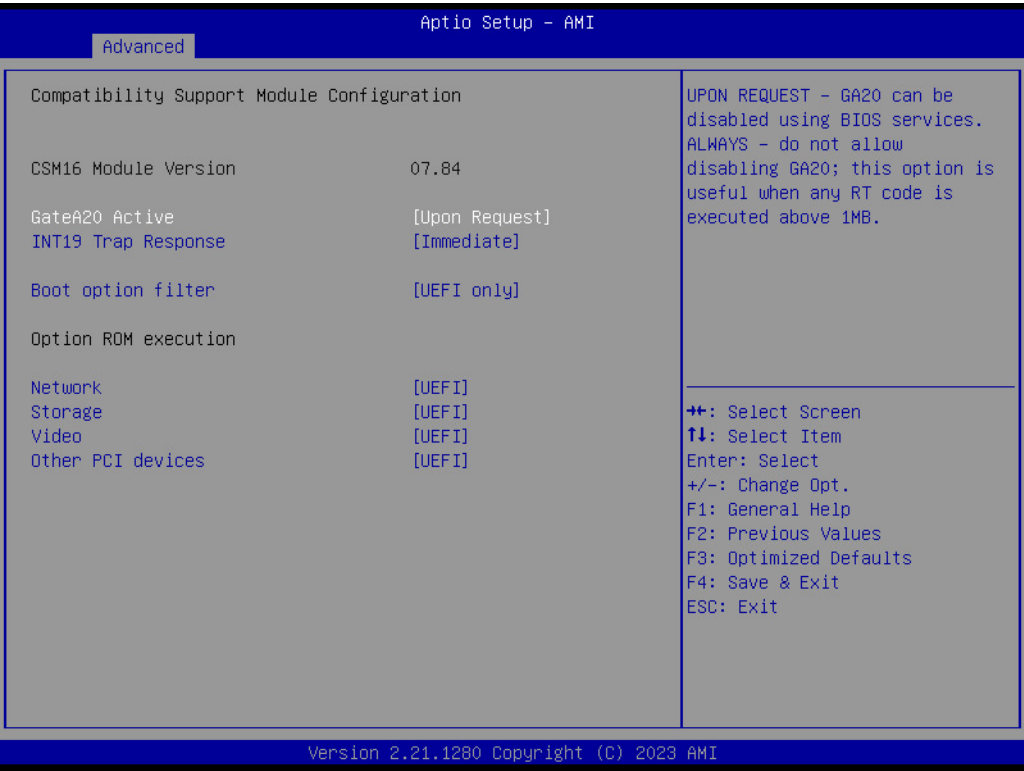 Aptio Setup – AMI
Advanced
Compatibility Support Module Configuration
CSM16 Module Version 07.84
GateA20 Active [Upon Request]
INT19 Trap Response [Immediate]
Boot option filter [UEFI only]
Option ROM execution
Network [UEFI]
Storage [UEFI]
Video [UEFI]
Other PCI devices [UEFI]
UPON REQUEST – GA20 can be
disabled using BIOS services.
ALWAYS – do not allow
disabling GA20; this option is
useful when any RT code is
executed above 1MB.
→←: Select Screen
↑↓: Select Item
Enter: Select
+/-: Change Opt.
F1: General Help
F2: Previous Values
F3: Optimized Defaults
F4: Save & Exit
ESC: Exit
Version 2.21.1280 Copyright (C) 2023 AMI